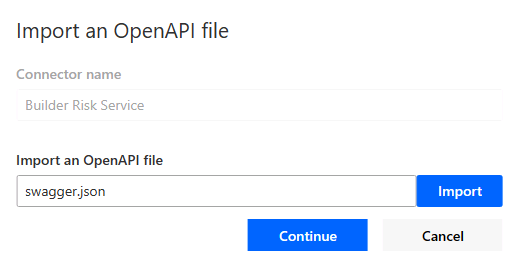 Import an OpenAPI file
Connector name
Builder Risk Service
Import an OpenAPI file
swagger.json
Import
Continue
Cancel